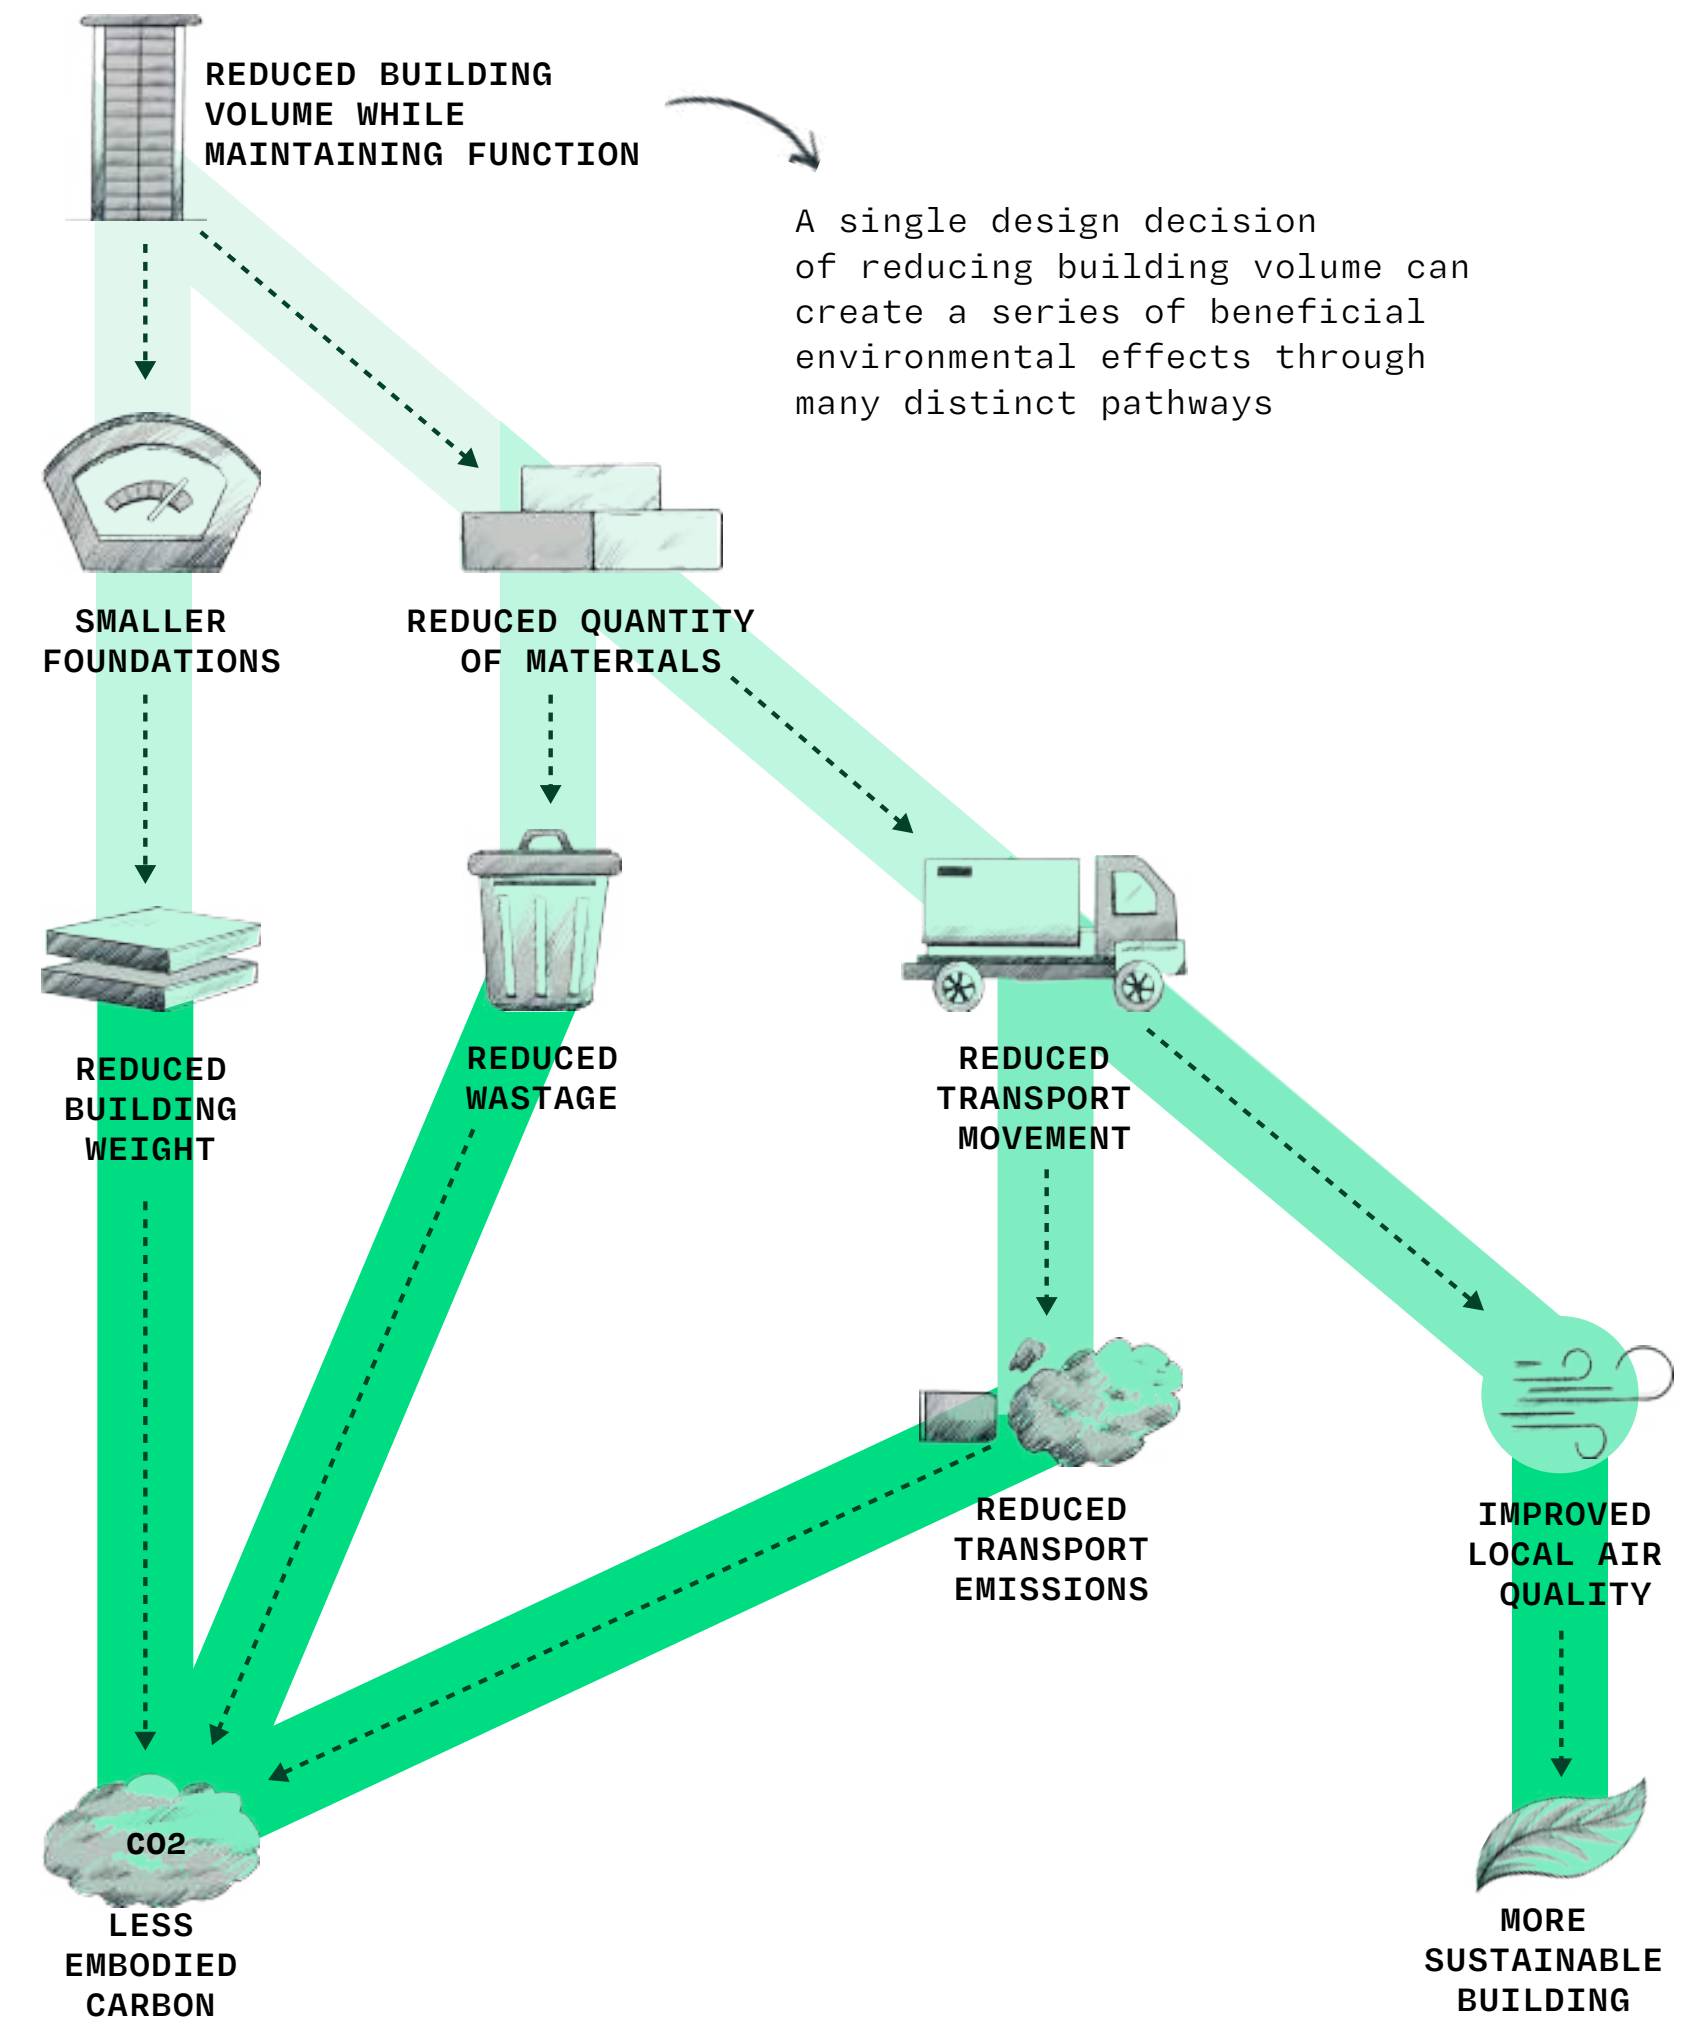 REDUCED BUILDING
VOLUME WHILE
MAINTAINING FUNCTION
A single design decision
of reducing building volume can
create a series of beneficial
environmental effects through
many distinct pathways
SMALLER
FOUNDATIONS
REDUCED QUANTITY
OF MATERIALS
REDUCED
BUILDING
WEIGHT
REDUCED
WASTAGE
REDUCED
TRANSPORT
MOVEMENT
REDUCED
TRANSPORT
EMISSIONS
IMPROVED
LOCAL AIR
QUALITY
CO2
LESS
EMBODIED
CARBON
MORE
SUSTAINABLE
BUILDING